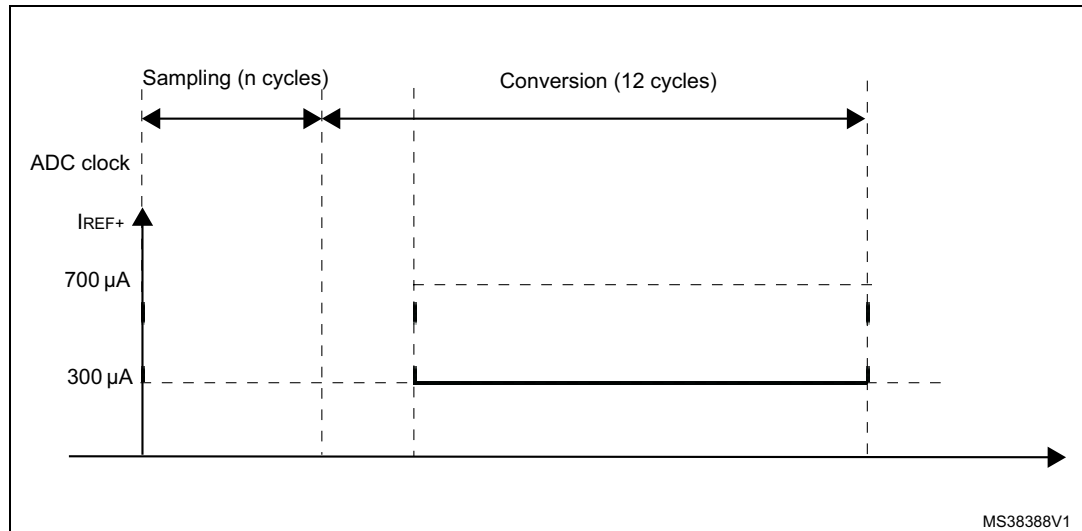 Sampling (n cycles)
Conversion (12 cycles)
ADC clock
IREF+
700 µA
300 µA
MS38388V1